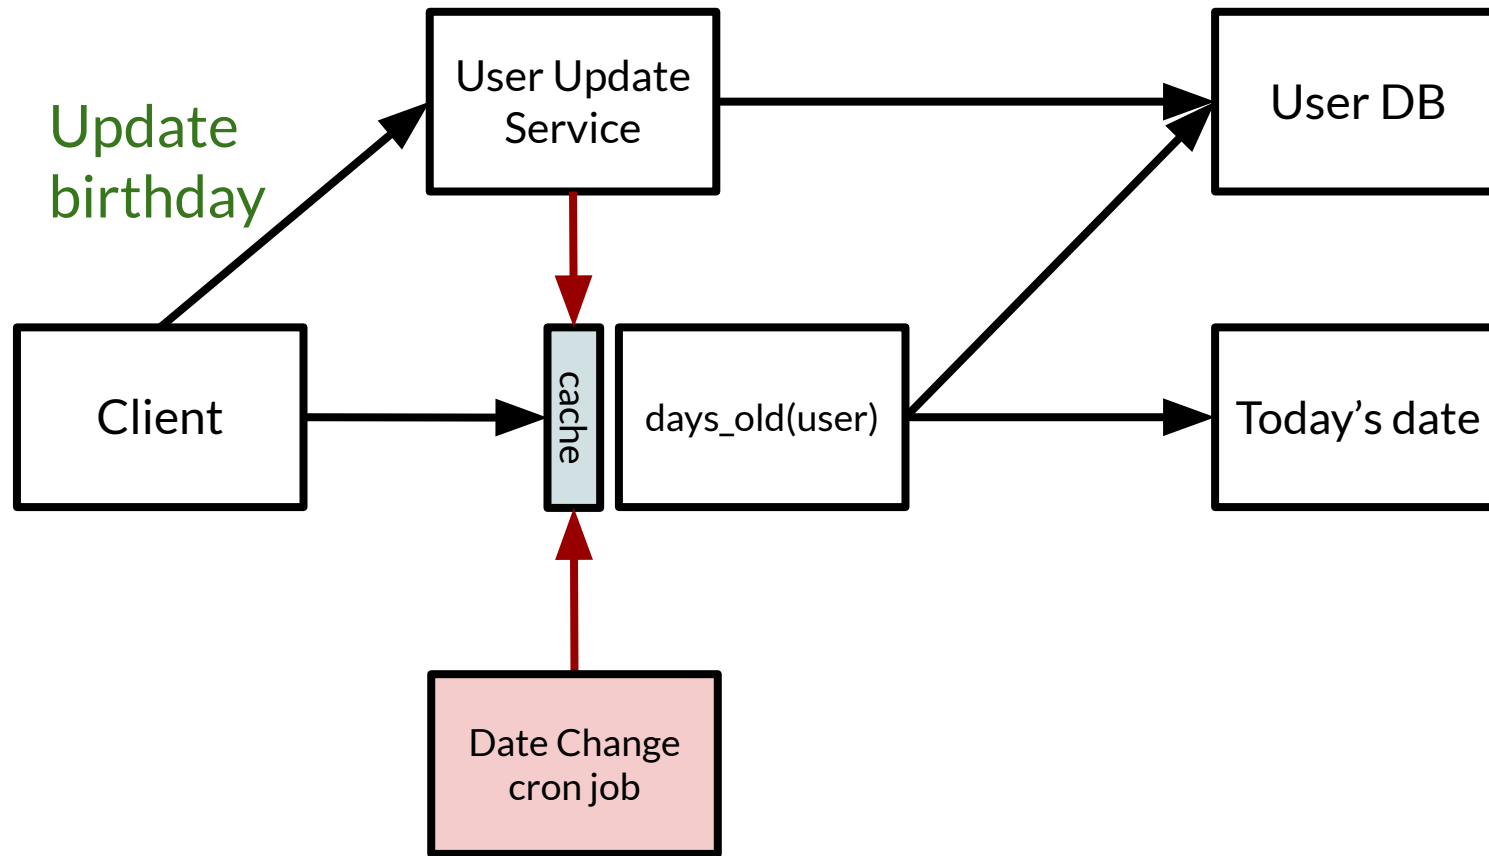 Update
birthday
User Update
Service
User DB
Client
cache
days_old(user)
Today’s date
Date Change
cron job